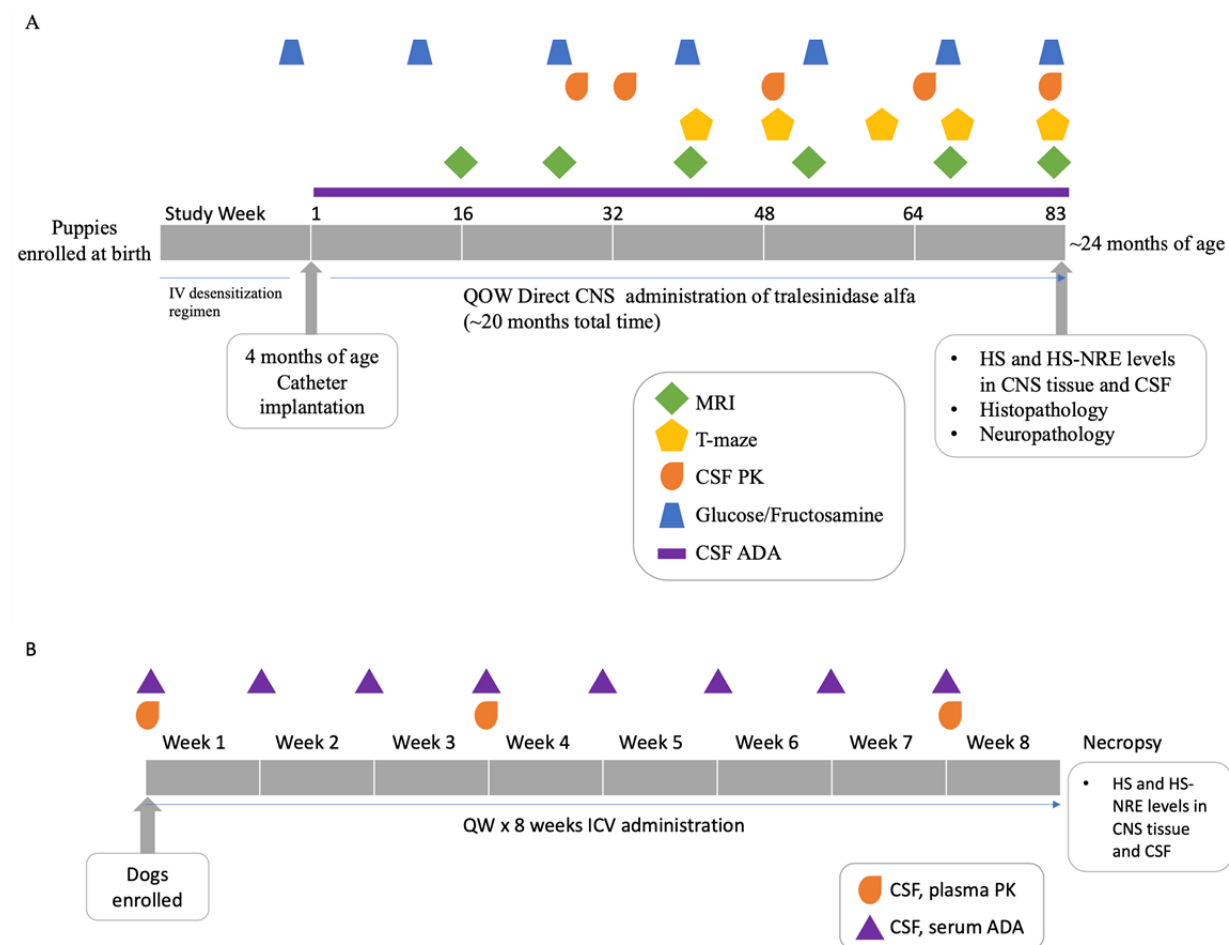 A
Study Week 1 16 32 48 64 83
Puppies
enrolled at birth
~24 months of age
IV desensitization
regimen
QOW Direct CNS administration of tralesinidase alfa
(~20 months total time)
4 months of age
Catheter
implantation
• HS and HS-NRE levels
in CNS tissue and CSF
• Histopathology
• Neuropathology
MRI
T-maze
CSF PK
Glucose/Fructosamine
CSF ADA
B
Week 1 Week 2 Week 3 Week 4 Week 5 Week 6 Week 7 Week 8 Necropsy
• HS and HS-
NRE levels in
CNS tissue
and CSF
QW x 8 weeks ICV administration
Dogs
enrolled
CSF, plasma PK
CSF, serum ADA